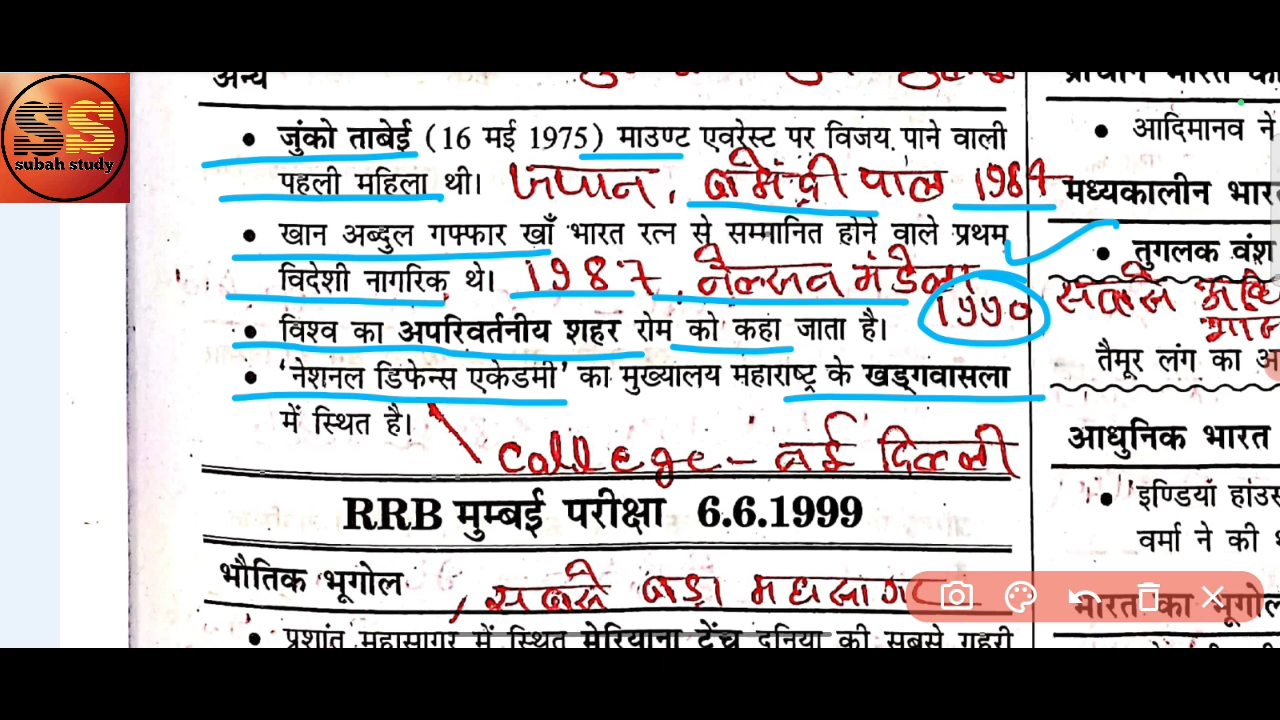 SS
subah study
अन्य
• जुंको ताबेई (16 मई 1975) माउण्ट एवरेस्ट पर विजय पाने वाली
पहली महिला थी। जापान, बछेंद्री पाल 1984
• खान अब्दुल गफ्फार खाँ भारत रत्न से सम्मानित होने वाले प्रथम
विदेशी नागरिक थे। 1987, नेल्सन मंडेला
1990
• विश्व का अपरिवर्तनीय शहर रोम को कहा जाता है।
• 'नेशनल डिफेन्स एकेडमी' का मुख्यालय महाराष्ट्र के खड्गवासला
में स्थित है।
College - नई दिल्ली
RRB मुम्बई परीक्षा 6.6.1999
भौतिक भूगोल
सबसे बड़ा महासागर
• प्रशांत महासागर में स्थित मेरियाना ट्रेंच दुनिया की सबसे गहरी
प्राचीन भारत का
• आदिमानव ने
मध्यकालीन भार
• तुगलक वंश
सबसे
तैमूर लंग का आ
आधुनिक भारत
• इण्डिया हाउस
वर्मा ने की थ
भारत का भूगोल